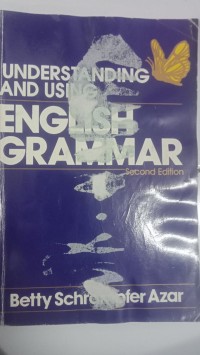 UNDERSTANDING
AND USING
ENGLISH
GRAMMAR
Second Edition
Betty Schrampfer Azar